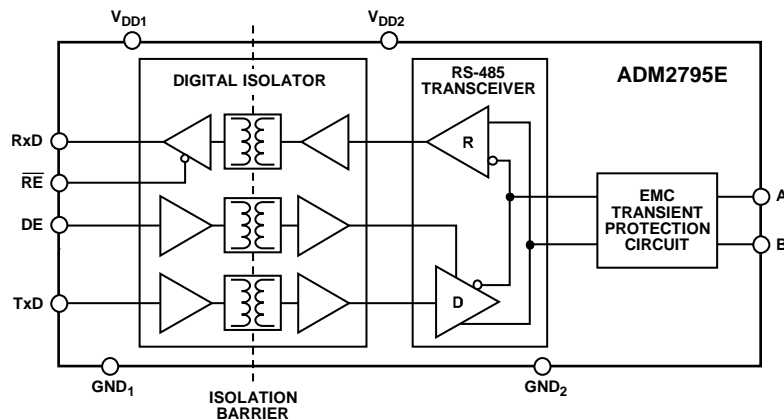 VDD1
VDD2
DIGITAL ISOLATOR
RS-485
TRANSCEIVER
ADM2795E
RxD
R
RE
EMC
TRANSIENT
PROTECTION
CIRCUIT
A
DE
B
TxD
D
GND1
GND2
ISOLATION
BARRIER